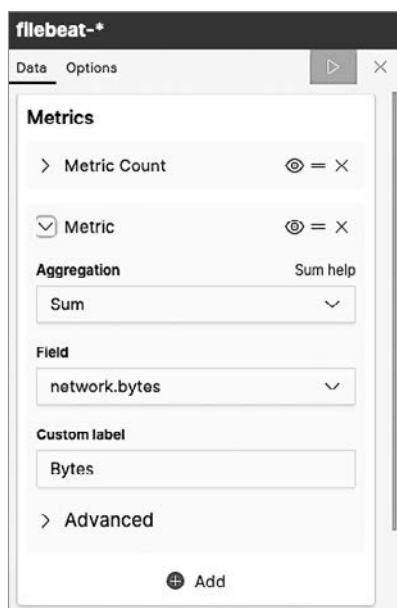 filebeat-*
Data Options
Metrics
Metric Count
Metric
Aggregation Sum help
Sum
Field
network.bytes
Custom label
Bytes
Advanced
Add